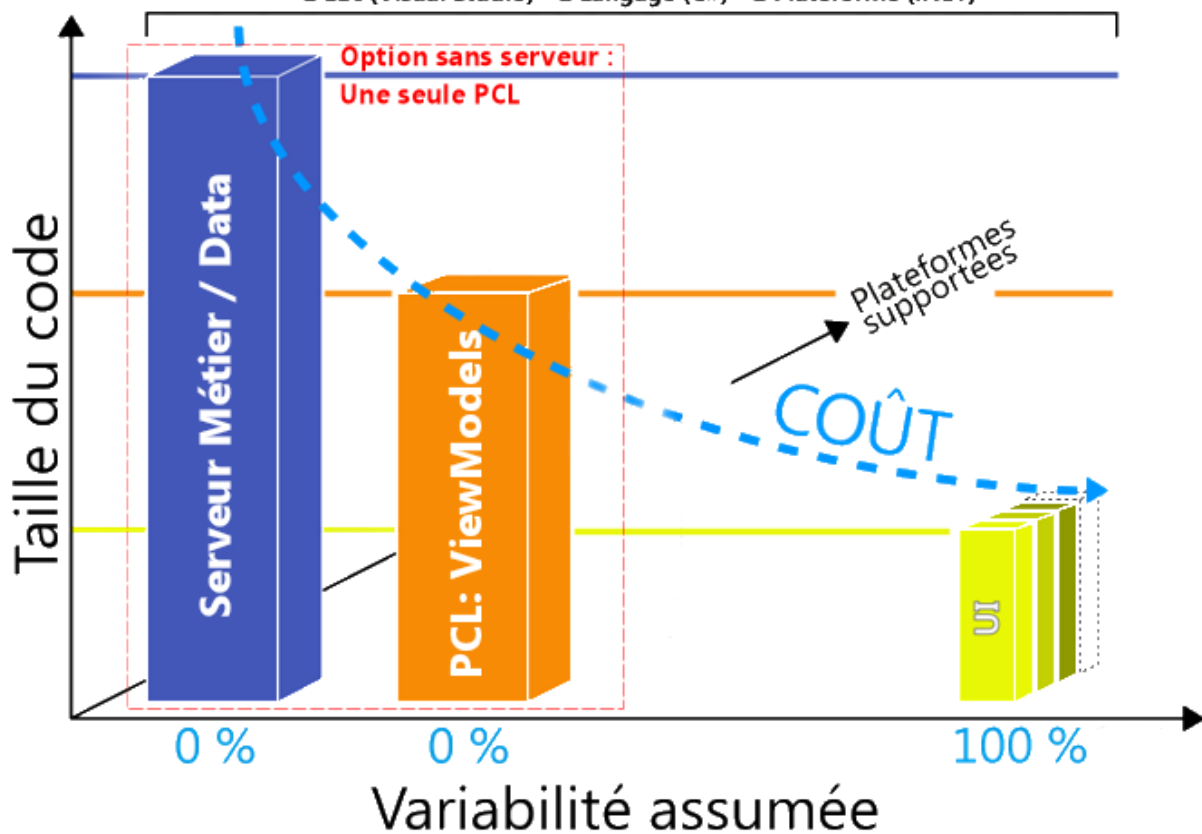 Option sans serveur :
Une seule PCL
Taille du code
Serveur Métier / Data
PCL: ViewModels
Plateformes
supportées
COÛT
UI
0 %
0 %
100 %
Variabilité assumée